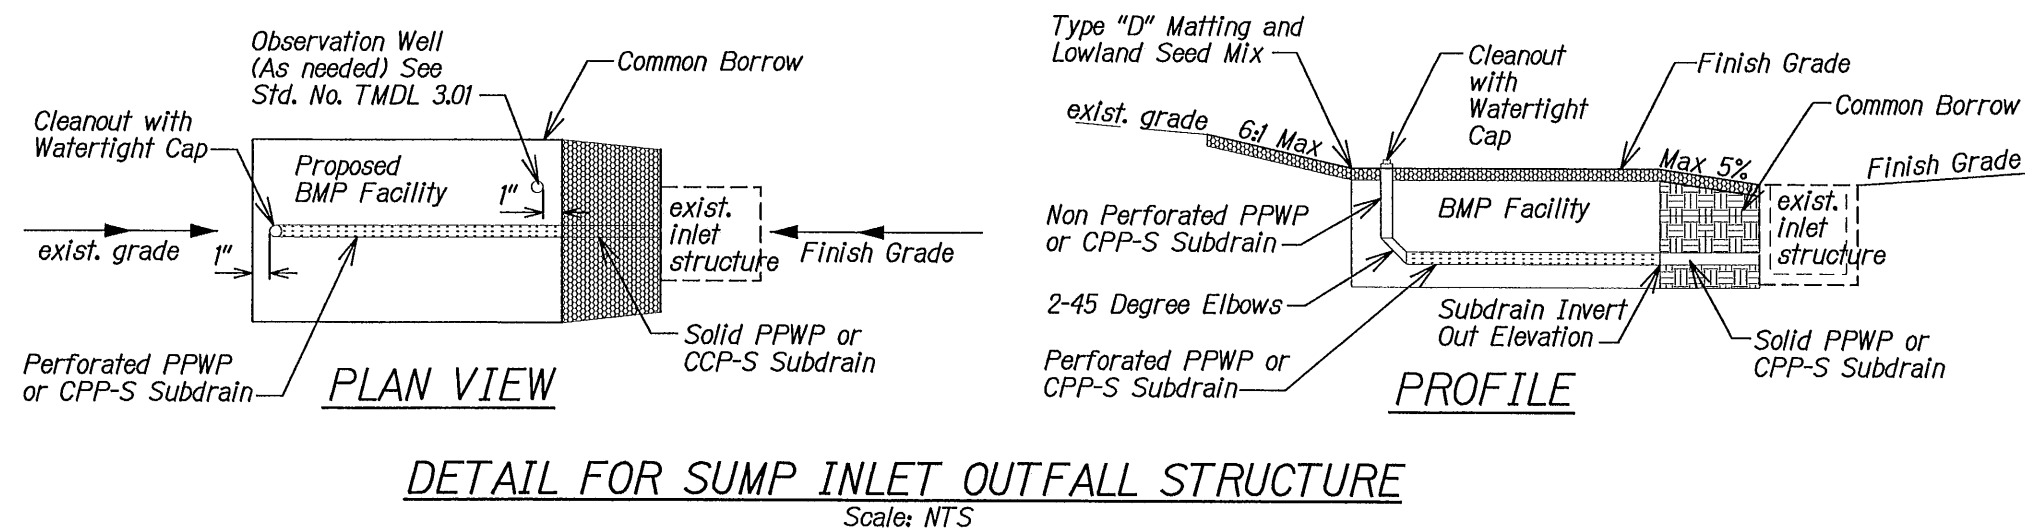 Observation Well
(As needed) See
Std. No. TMDL 3.01
Common Borrow
Cleanout with
Watertight Cap
Proposed
BMP Facility
1"
exist.
inlet
structure
exist. grade
1"
Finish Grade
Perforated PPWP
or CPP-S Subdrain
Solid PPWP or
CCP-S Subdrain
PLAN VIEW
Type "D" Matting and
Lowland Seed Mix
Cleanout
with
Watertight
Cap
Finish Grade
Common Borrow
exist. grade
6:1 Max
Max 5%
Finish Grade
Non Perforated PPWP
or CPP-S Subdrain
BMP Facility
exist.
inlet
structure
2-45 Degree Elbows
Subdrain Invert
Out Elevation
Solid PPWP or
CPP-S Subdrain
Perforated PPWP or
CPP-S Subdrain
PROFILE
DETAIL FOR SUMP INLET OUTFALL STRUCTURE
Scale: NTS